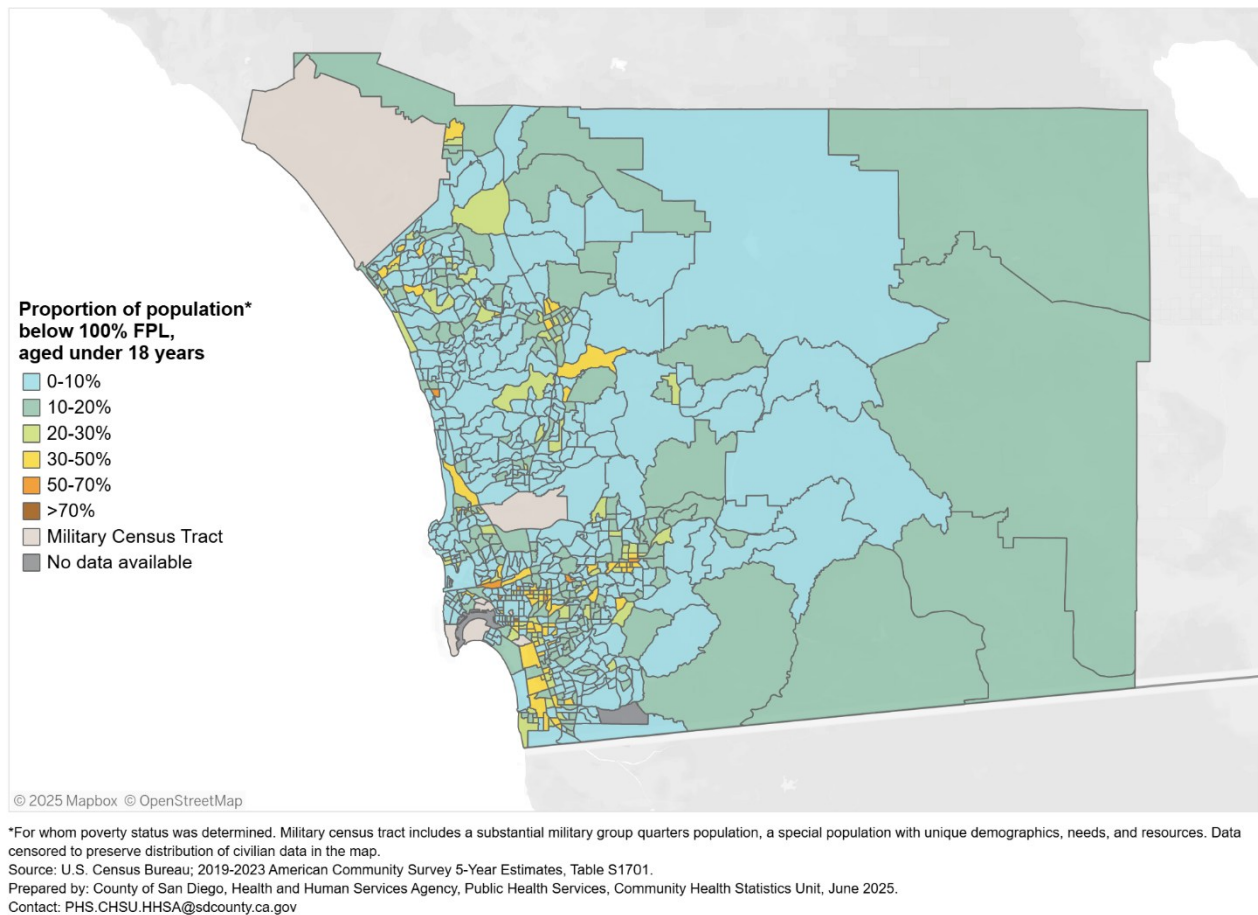 Proportion of population*
below 100% FPL,
aged under 18 years
0-10%
10-20%
20-30%
30-50%
50-70%
>70%
Military Census Tract
No data available
© 2025 Mapbox © OpenStreetMap
*For whom poverty status was determined. Military census tract includes a substantial military group quarters population, a special population with unique demographics, needs, and resources. Data
censored to preserve distribution of civilian data in the map.
Source: U.S. Census Bureau; 2019-2023 American Community Survey 5-Year Estimates, Table S1701.
Prepared by: County of San Diego, Health and Human Services Agency, Public Health Services, Community Health Statistics Unit, June 2025.
Contact: PHS.CHSU.HHSA@sdcounty.ca.gov